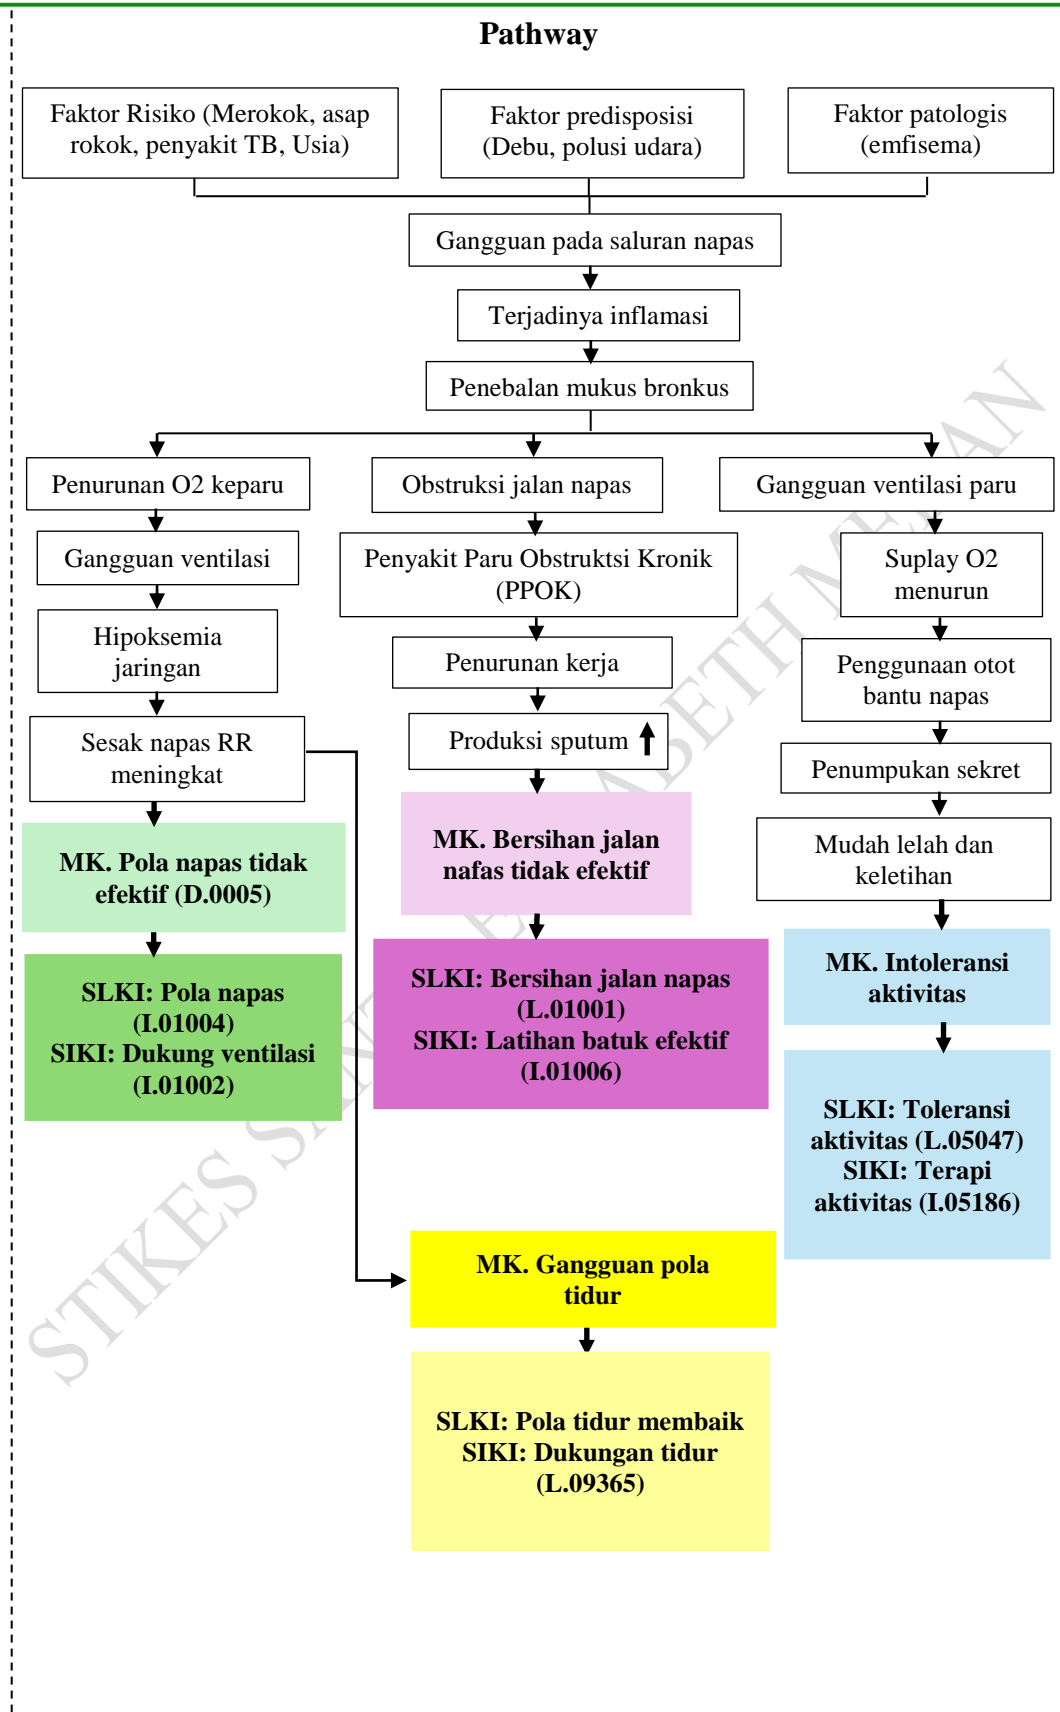 Pathway
Faktor Risiko (Merokok, asap
rokok, penyakit TB, Usia)
Faktor predisposisi
(Debu, polusi udara)
Faktor patologis
(emfisema)
Gangguan pada saluran napas
Terjadinya inflamasi
Penebalan mukus bronkus
Penurunan O2 keparu
Obstruksi jalan napas
Gangguan ventilasi paru
Gangguan ventilasi
Penyakit Paru Obstruktsi Kronik
(PPOK)
Suplay O2
menurun
Hipoksemia
jaringan
Penurunan kerja
Penggunaan otot
bantu napas
Sesak napas RR
meningkat
Produksi sputum
Penumpukan sekret
MK. Pola napas tidak
efektif (D.0005)
MK. Bersihan jalan
nafas tidak efektif
Mudah lelah dan
keletihan
SLKI: Pola napas
(I.01004)
SIKI: Dukung ventilasi
(I.01002)
SLKI: Bersihan jalan napas
(L.01001)
SIKI: Latihan batuk efektif
(I.01006)
MK. Intoleransi
aktivitas
SLKI: Toleransi
aktivitas (L.05047)
SIKI: Terapi
aktivitas (I.05186)
MK. Gangguan pola
tidur
SLKI: Pola tidur membaik
SIKI: Dukungan tidur
(L.09365)